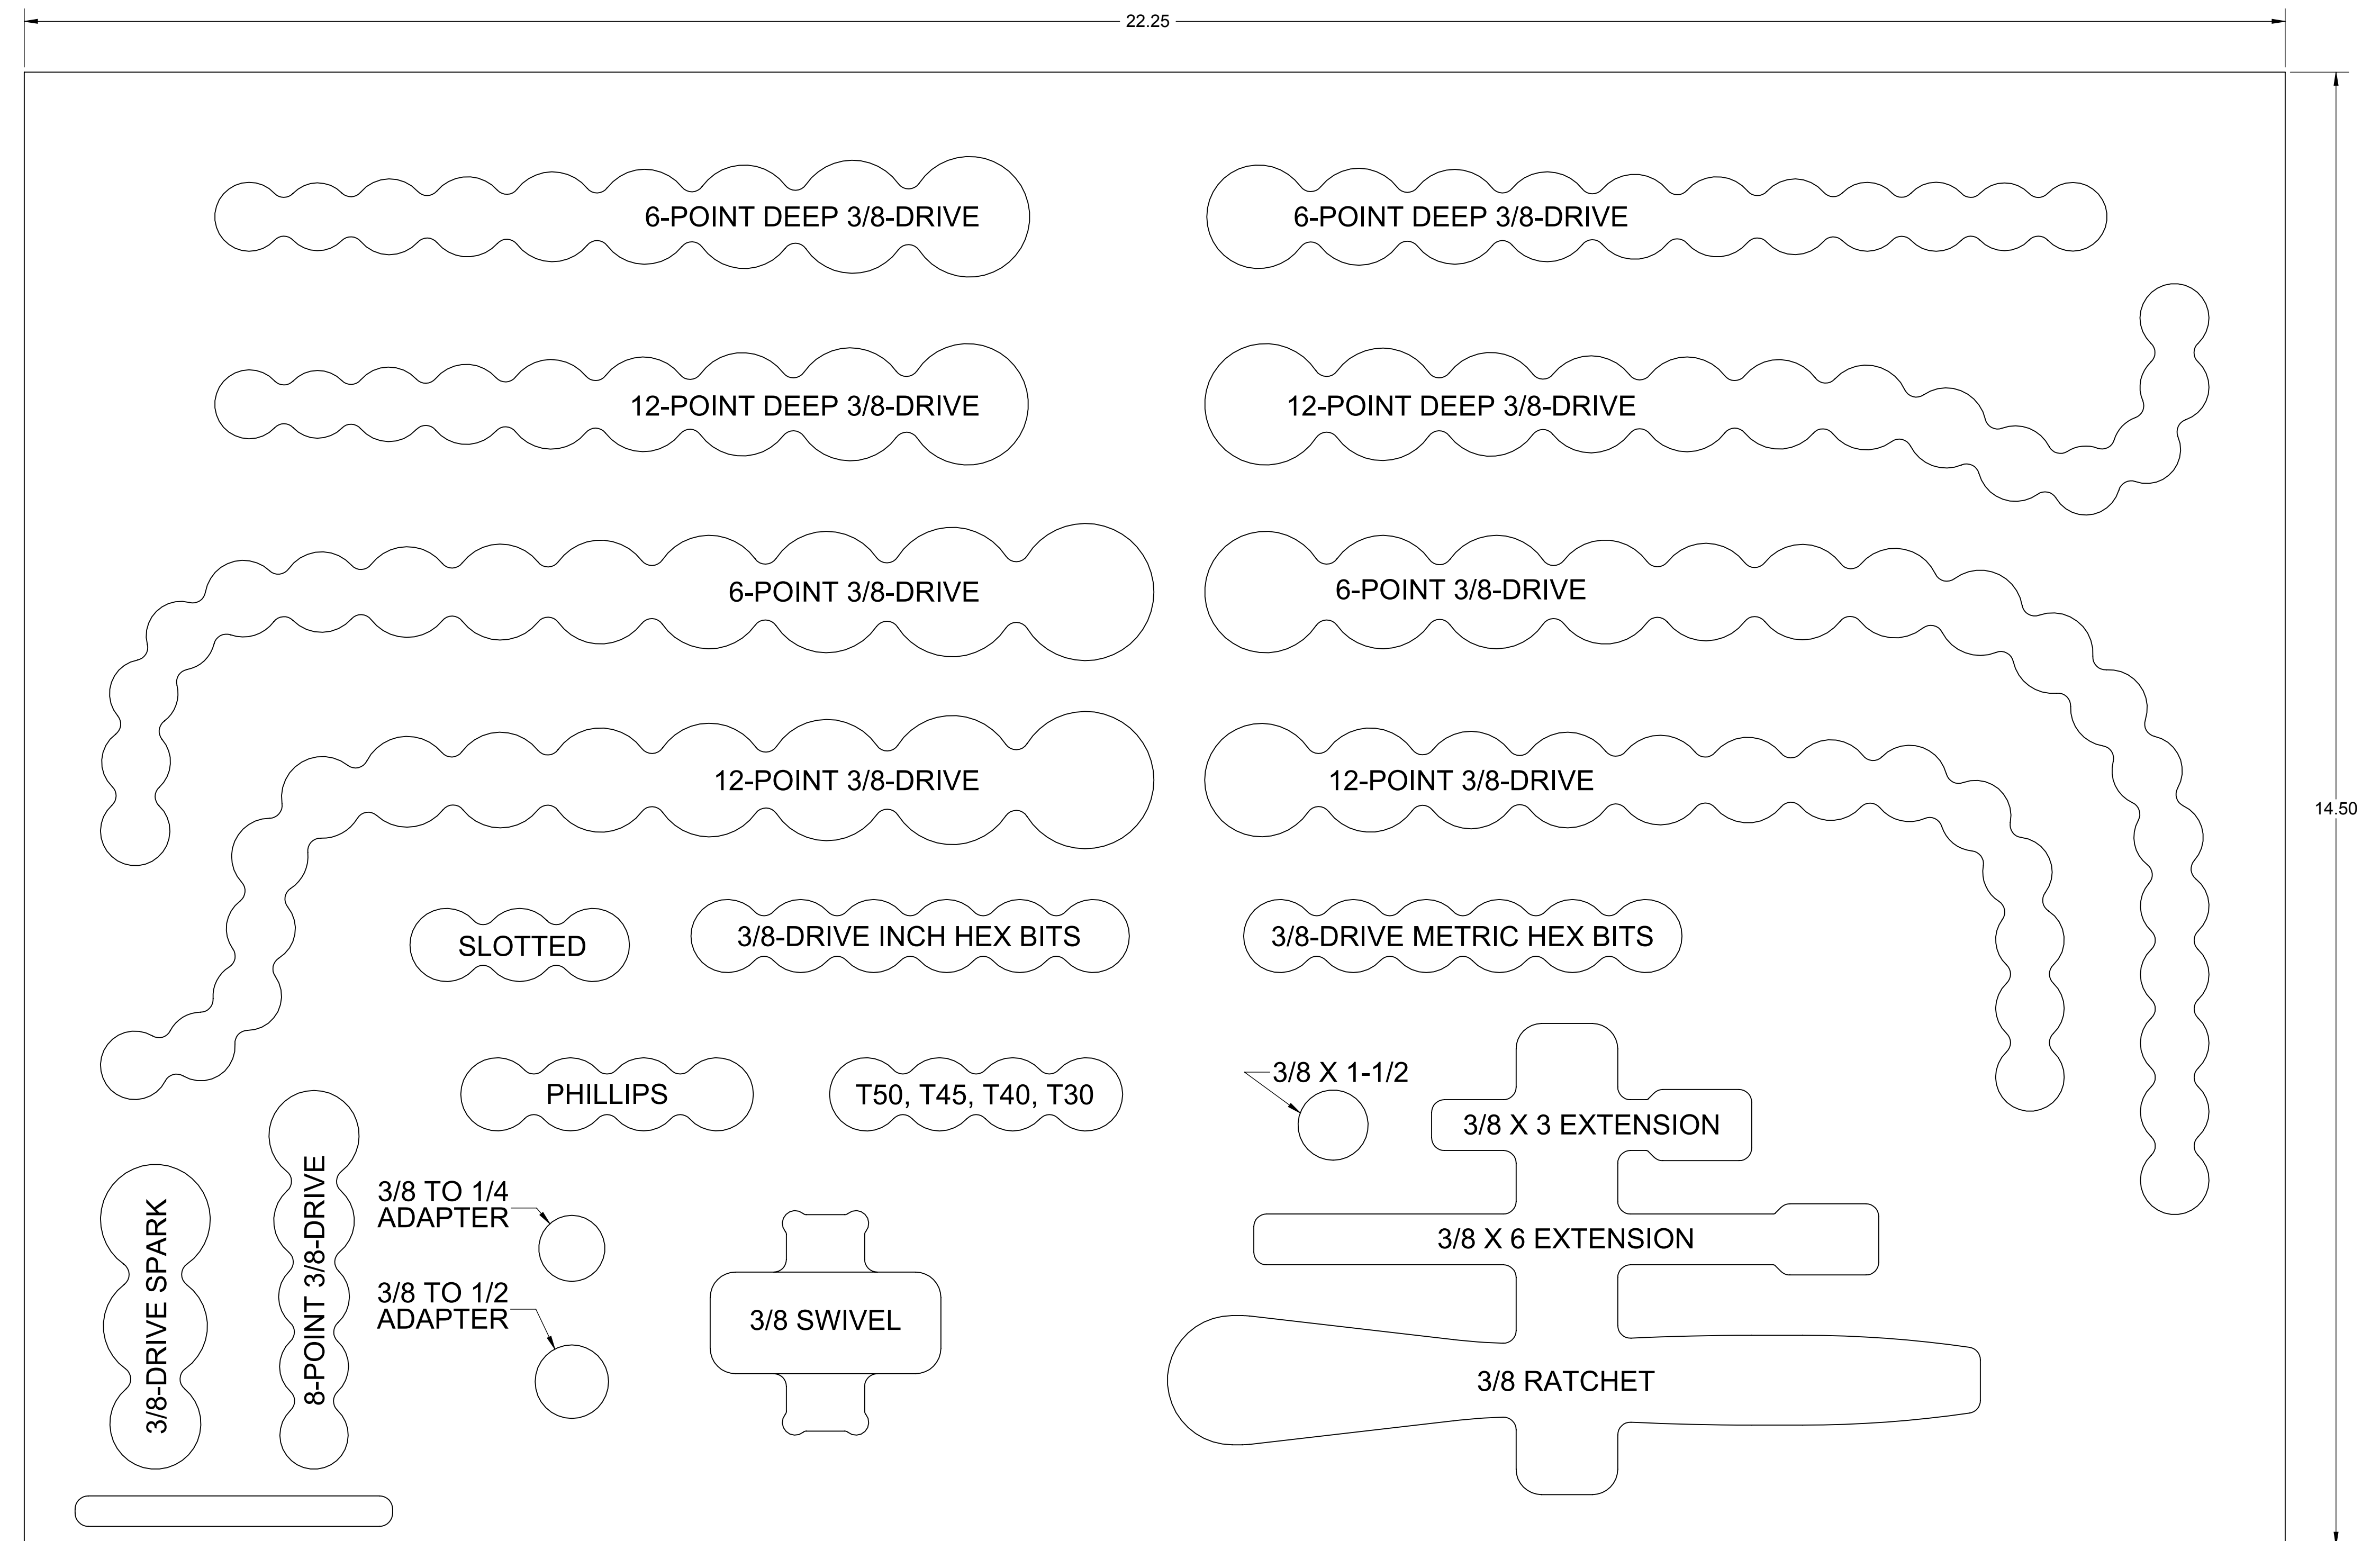 22.25
6-POINT DEEP 3/8-DRIVE
6-POINT DEEP 3/8-DRIVE
12-POINT DEEP 3/8-DRIVE
12-POINT DEEP 3/8-DRIVE
6-POINT 3/8-DRIVE
6-POINT 3/8-DRIVE
12-POINT 3/8-DRIVE
12-POINT 3/8-DRIVE
14.50
SLOTTED
3/8-DRIVE INCH HEX BITS
3/8-DRIVE METRIC HEX BITS
PHILLIPS
T50, T45, T40, T30
3/8 X 1-1/2
3/8 X 3 EXTENSION
3/8-DRIVE SPARK
8-POINT 3/8-DRIVE
3/8 TO 1/4
ADAPTER
3/8 X 6 EXTENSION
3/8 TO 1/2
ADAPTER
3/8 SWIVEL
3/8 RATCHET